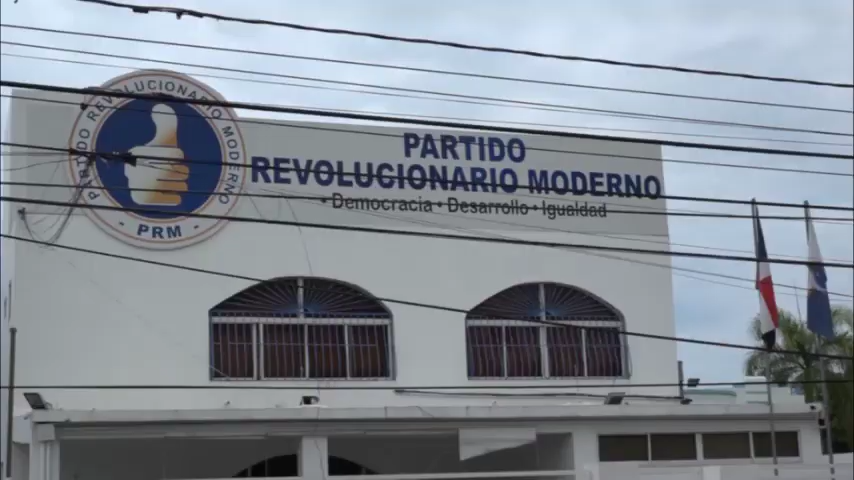 PARTIDO REVOLUCIONARIO MODERNO
- PRM -
PARTIDO
REVOLUCIONARIO MODERNO
• Democracia • Desarrollo • Igualdad